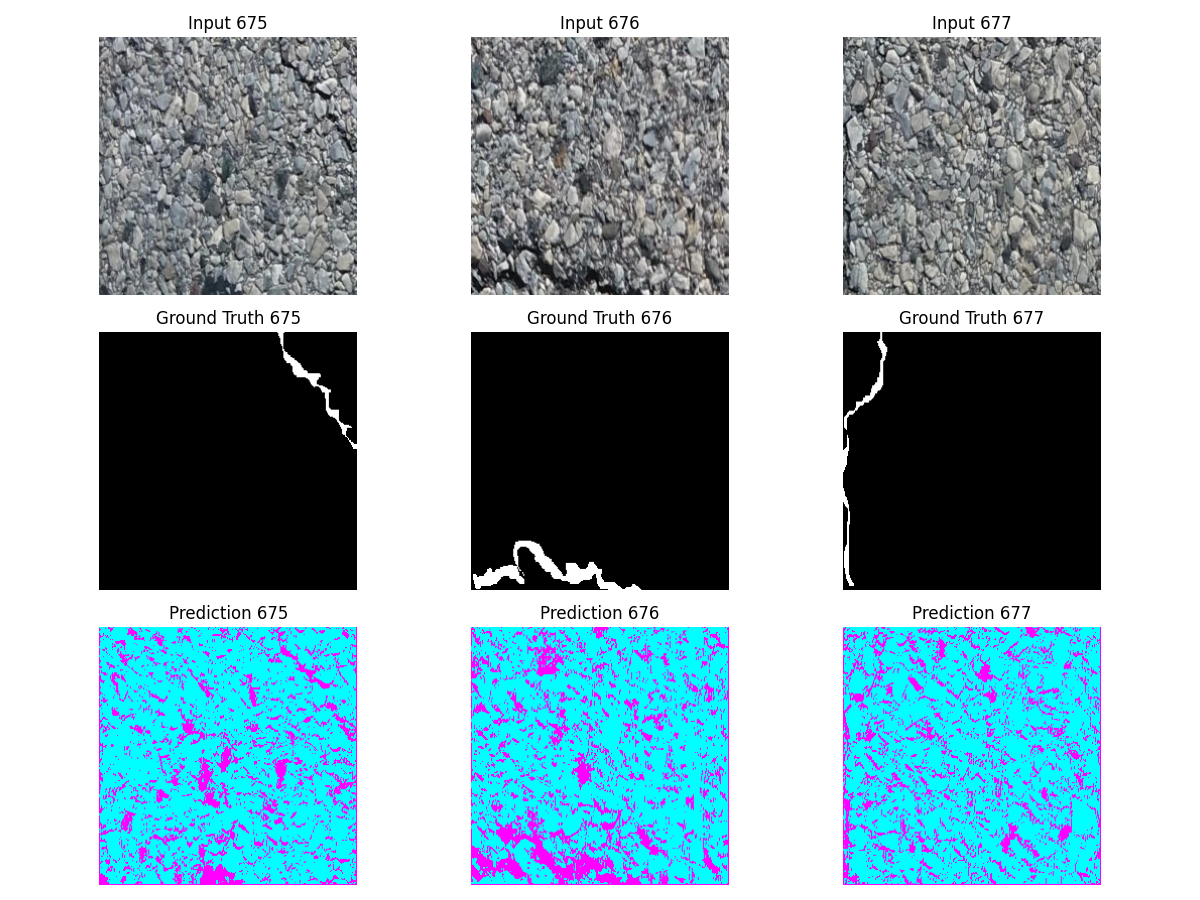 Input 675
Input 676
Input 677
Ground Truth 675
Ground Truth 676
Ground Truth 677
Prediction 675
Prediction 676
Prediction 677